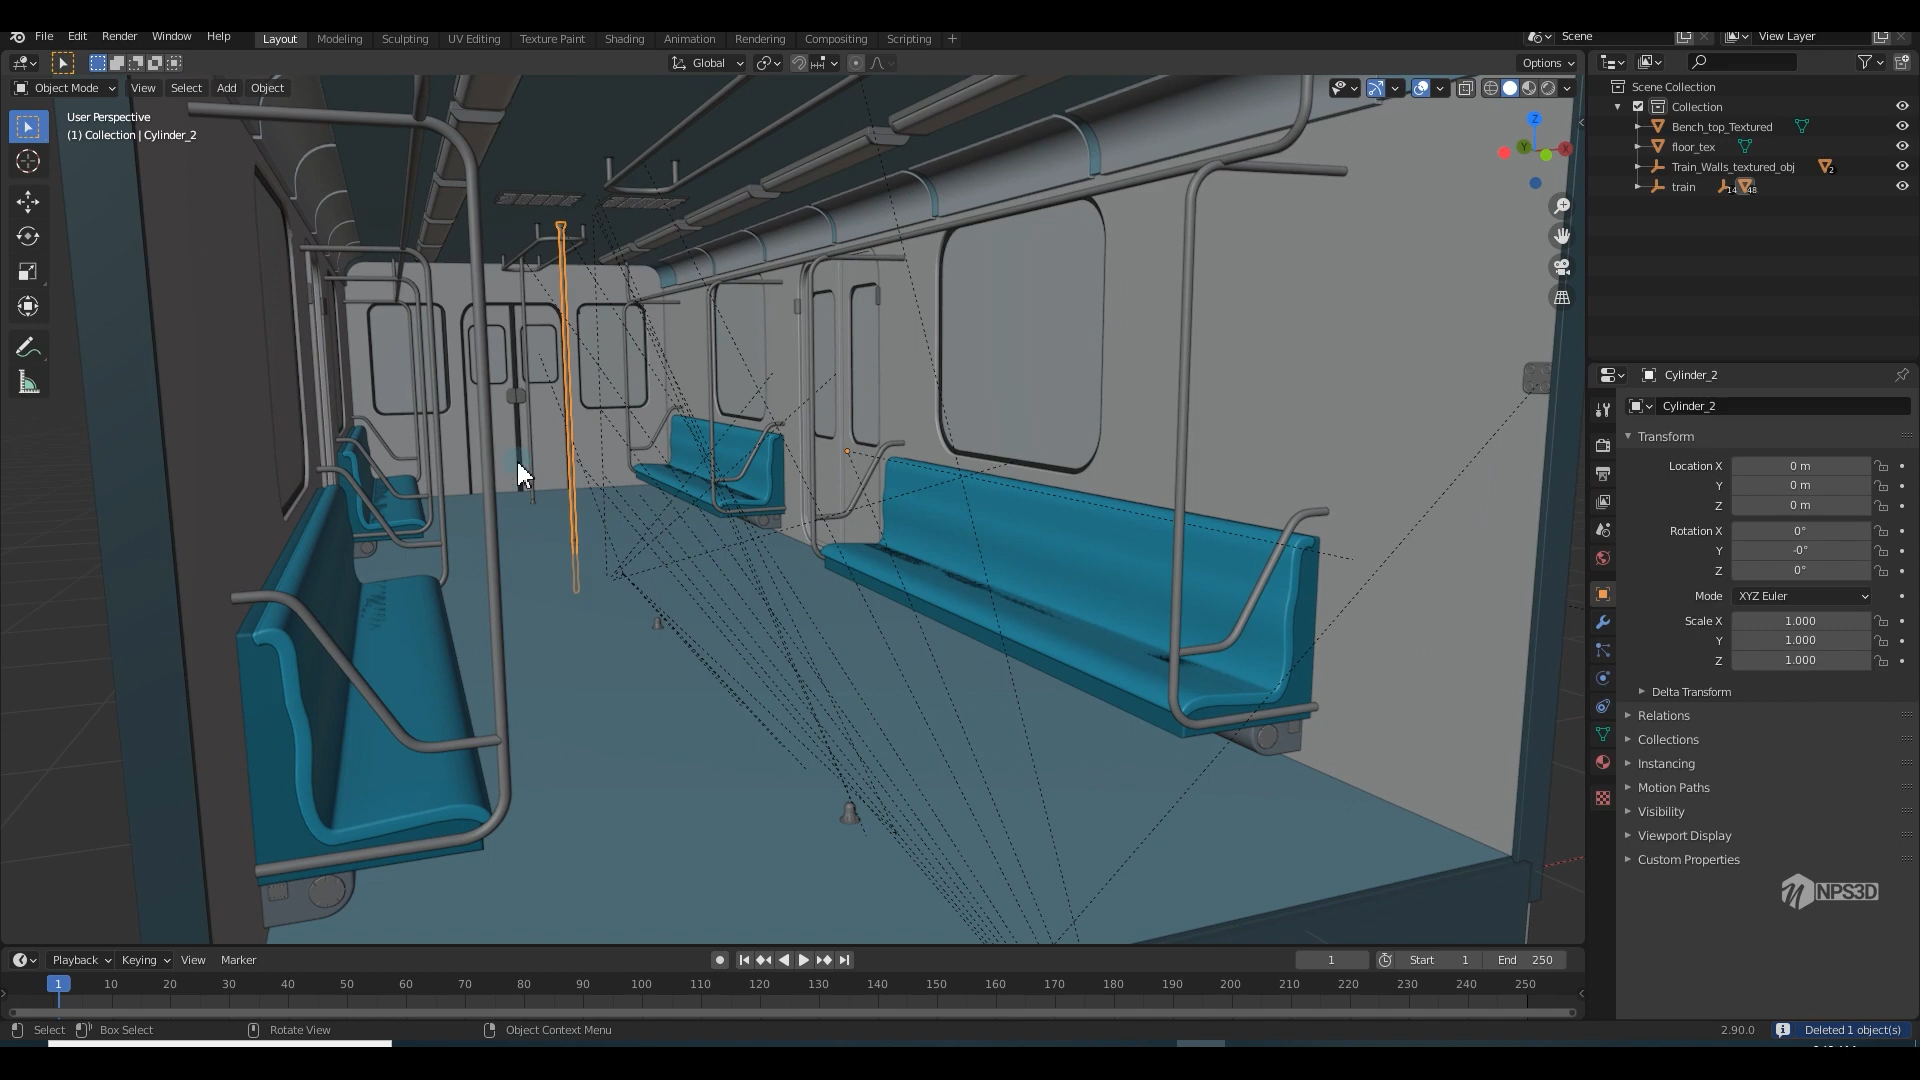 File Edit Render Window Help
Layout Modeling Sculpting UV Editing Texture Paint Shading Animation Rendering Compositing Scripting +
Scene
View Layer
Global
Options
Object Mode View Select Add Object
User Perspective
(1) Collection | Cylinder_2
Z
Y
X
Scene Collection
Collection
Bench_top_Textured
floor_tex
Train_Walls_textured_obj 2
train 14 48
Cylinder_2
Cylinder_2
Transform
Location X 0 m
Y 0 m
Z 0 m
Rotation X 0°
Y -0°
Z 0°
Mode XYZ Euler
Scale X 1.000
Y 1.000
Z 1.000
Delta Transform
Relations
Collections
Instancing
Motion Paths
Visibility
Viewport Display
Custom Properties
NPS3D
Playback Keying View Marker
1 Start 1 End 250
1 10 20 30 40 50 60 70 80 90 100 110 120 130 140 150 160 170 180 190 200 210 220 230 240 250
Select Box Select Rotate View Object Context Menu
2.90.0 Deleted 1 object(s)